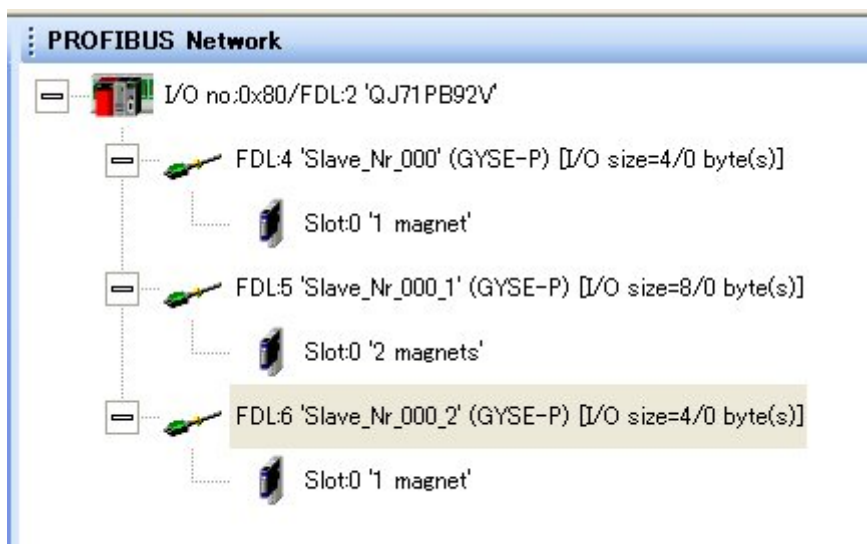 PROFIBUS Network
I/O no:0x80/FDL:2 'QJ71PB92V'
FDL:4 'Slave_Nr_000' (GYSE-P) [I/O size=4/0 byte(s)]
Slot:0 '1 magnet'
FDL:5 'Slave_Nr_000_1' (GYSE-P) [I/O size=8/0 byte(s)]
Slot:0 '2 magnets'
FDL:6 'Slave_Nr_000_2' (GYSE-P) [I/O size=4/0 byte(s)]
Slot:0 '1 magnet'